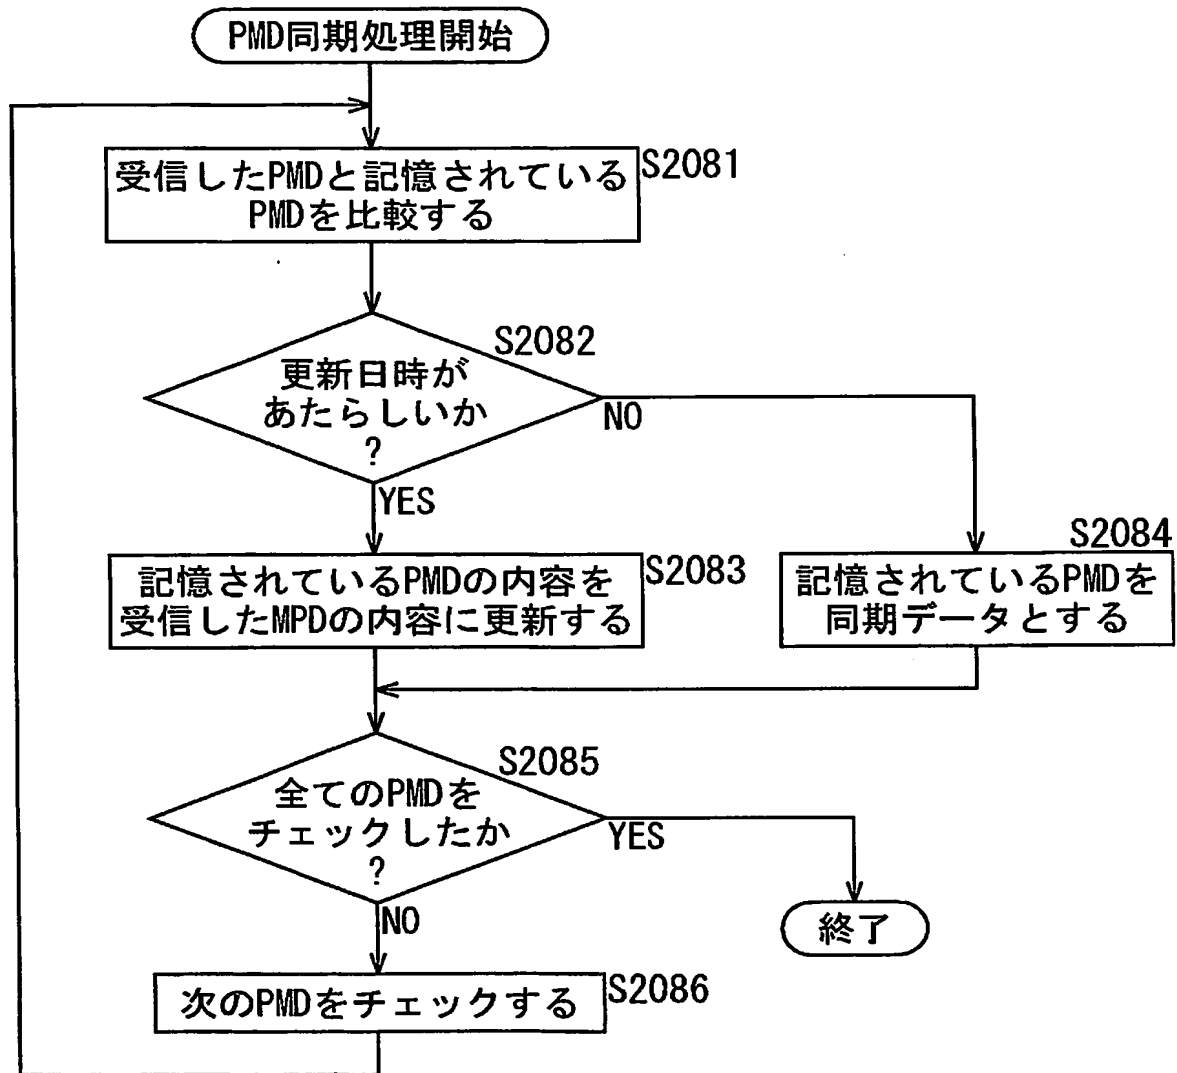 PMD同期処理開始
受信したPMDと記憶されている
PMDを比較する
S2081
S2082
更新日時が
あたらしいか
?
NO
YES
記憶されているPMDの内容を
受信したMPDの内容に更新する
S2083
S2084
記憶されているPMDを
同期データとする
S2085
全てのPMDを
チェックしたか
?
YES
NO
終了
次のPMDをチェックする
S2086